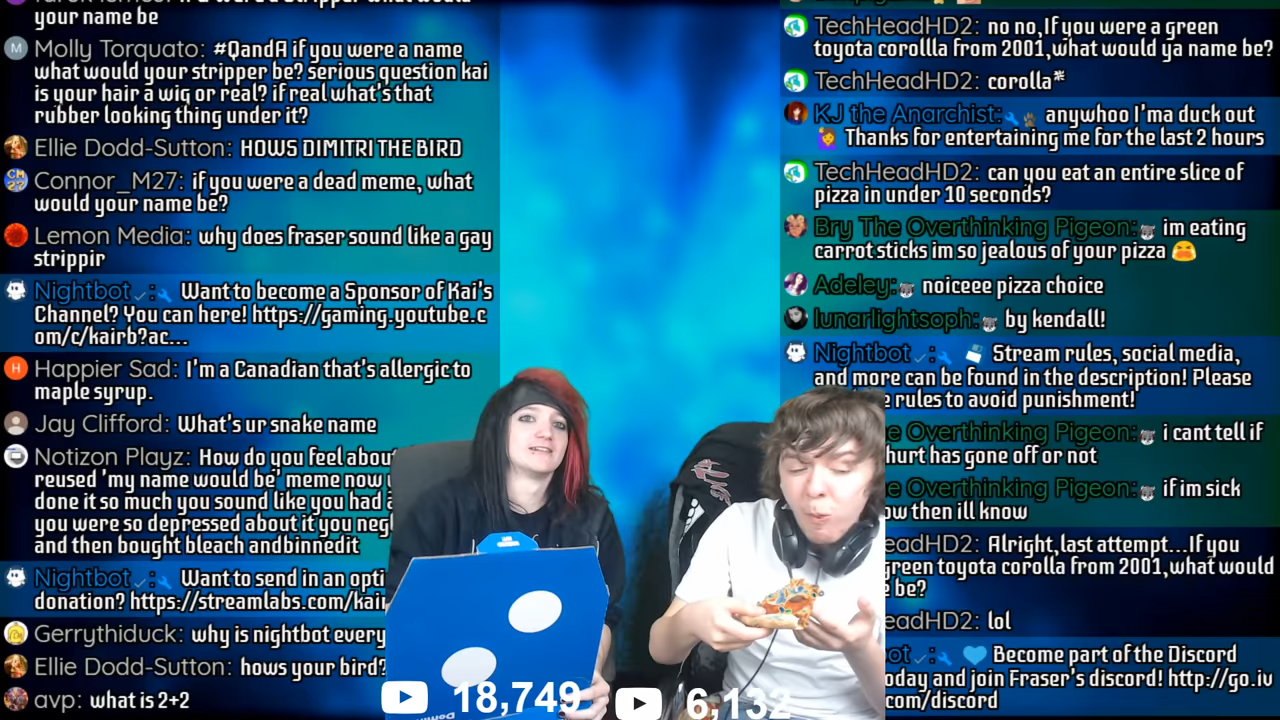 your name be
Molly Torquato: #QandA if you were a name
what would your stripper be? serious question kai
is your hair a wig or real? if real what's that
rubber looking thing under it?
Ellie Dodd-Sutton: HOWS DIMITRI THE BIRD
Connor_M27: if you were a dead meme, what
would your name be?
Lemon Media: why does fraser sound like a gay
strippir
Nightbot: Want to become a Sponsor of Kai's
Channel? You can here! https://gaming.youtube.c
om/c/kairb?ac...
Happier Sad: I'm a Canadian that's allergic to
maple syrup.
Jay Clifford: What's ur snake name
Notizon Playz: How do you feel about
reused 'my name would be' meme now
done it so much you sound like you had a
you were so depressed about it you neg
and then bought bleach andbinnedit
Nightbot: Want to send in an opti
donation? https://streamlabs.com/kair
Gerrythiduck: why is nightbot every
Ellie Dodd-Sutton: hows your bird?
avp: what is 2+2
TechHeadHD2: no no,If you were a green
toyota corollla from 2001,what would ya name be?
TechHeadHD2: corolla*
KJ the Anarchist: anywhoo I'ma duck out
Thanks for entertaining me for the last 2 hours
TechHeadHD2: can you eat an entire slice of
pizza in under 10 seconds?
Bry The Overthinking Pigeon: im eating
carrot sticks im so jealous of your pizza
Adeley: noiceee pizza choice
lunarlightsoph: by kendall!
Nightbot: Stream rules, social media,
and more can be found in the description! Please
e rules to avoid punishment!
e Overthinking Pigeon: i cant tell if
hurt has gone off or not
e Overthinking Pigeon: if im sick
ow then ill know
eadHD2: Alright,last attempt...If you
green toyota corolla from 2001,what would
e be?
eadHD2: lol
ot: Become part of the Discord
oday and join Fraser's discord! http://go.iv
com/discord
18,749
6,132